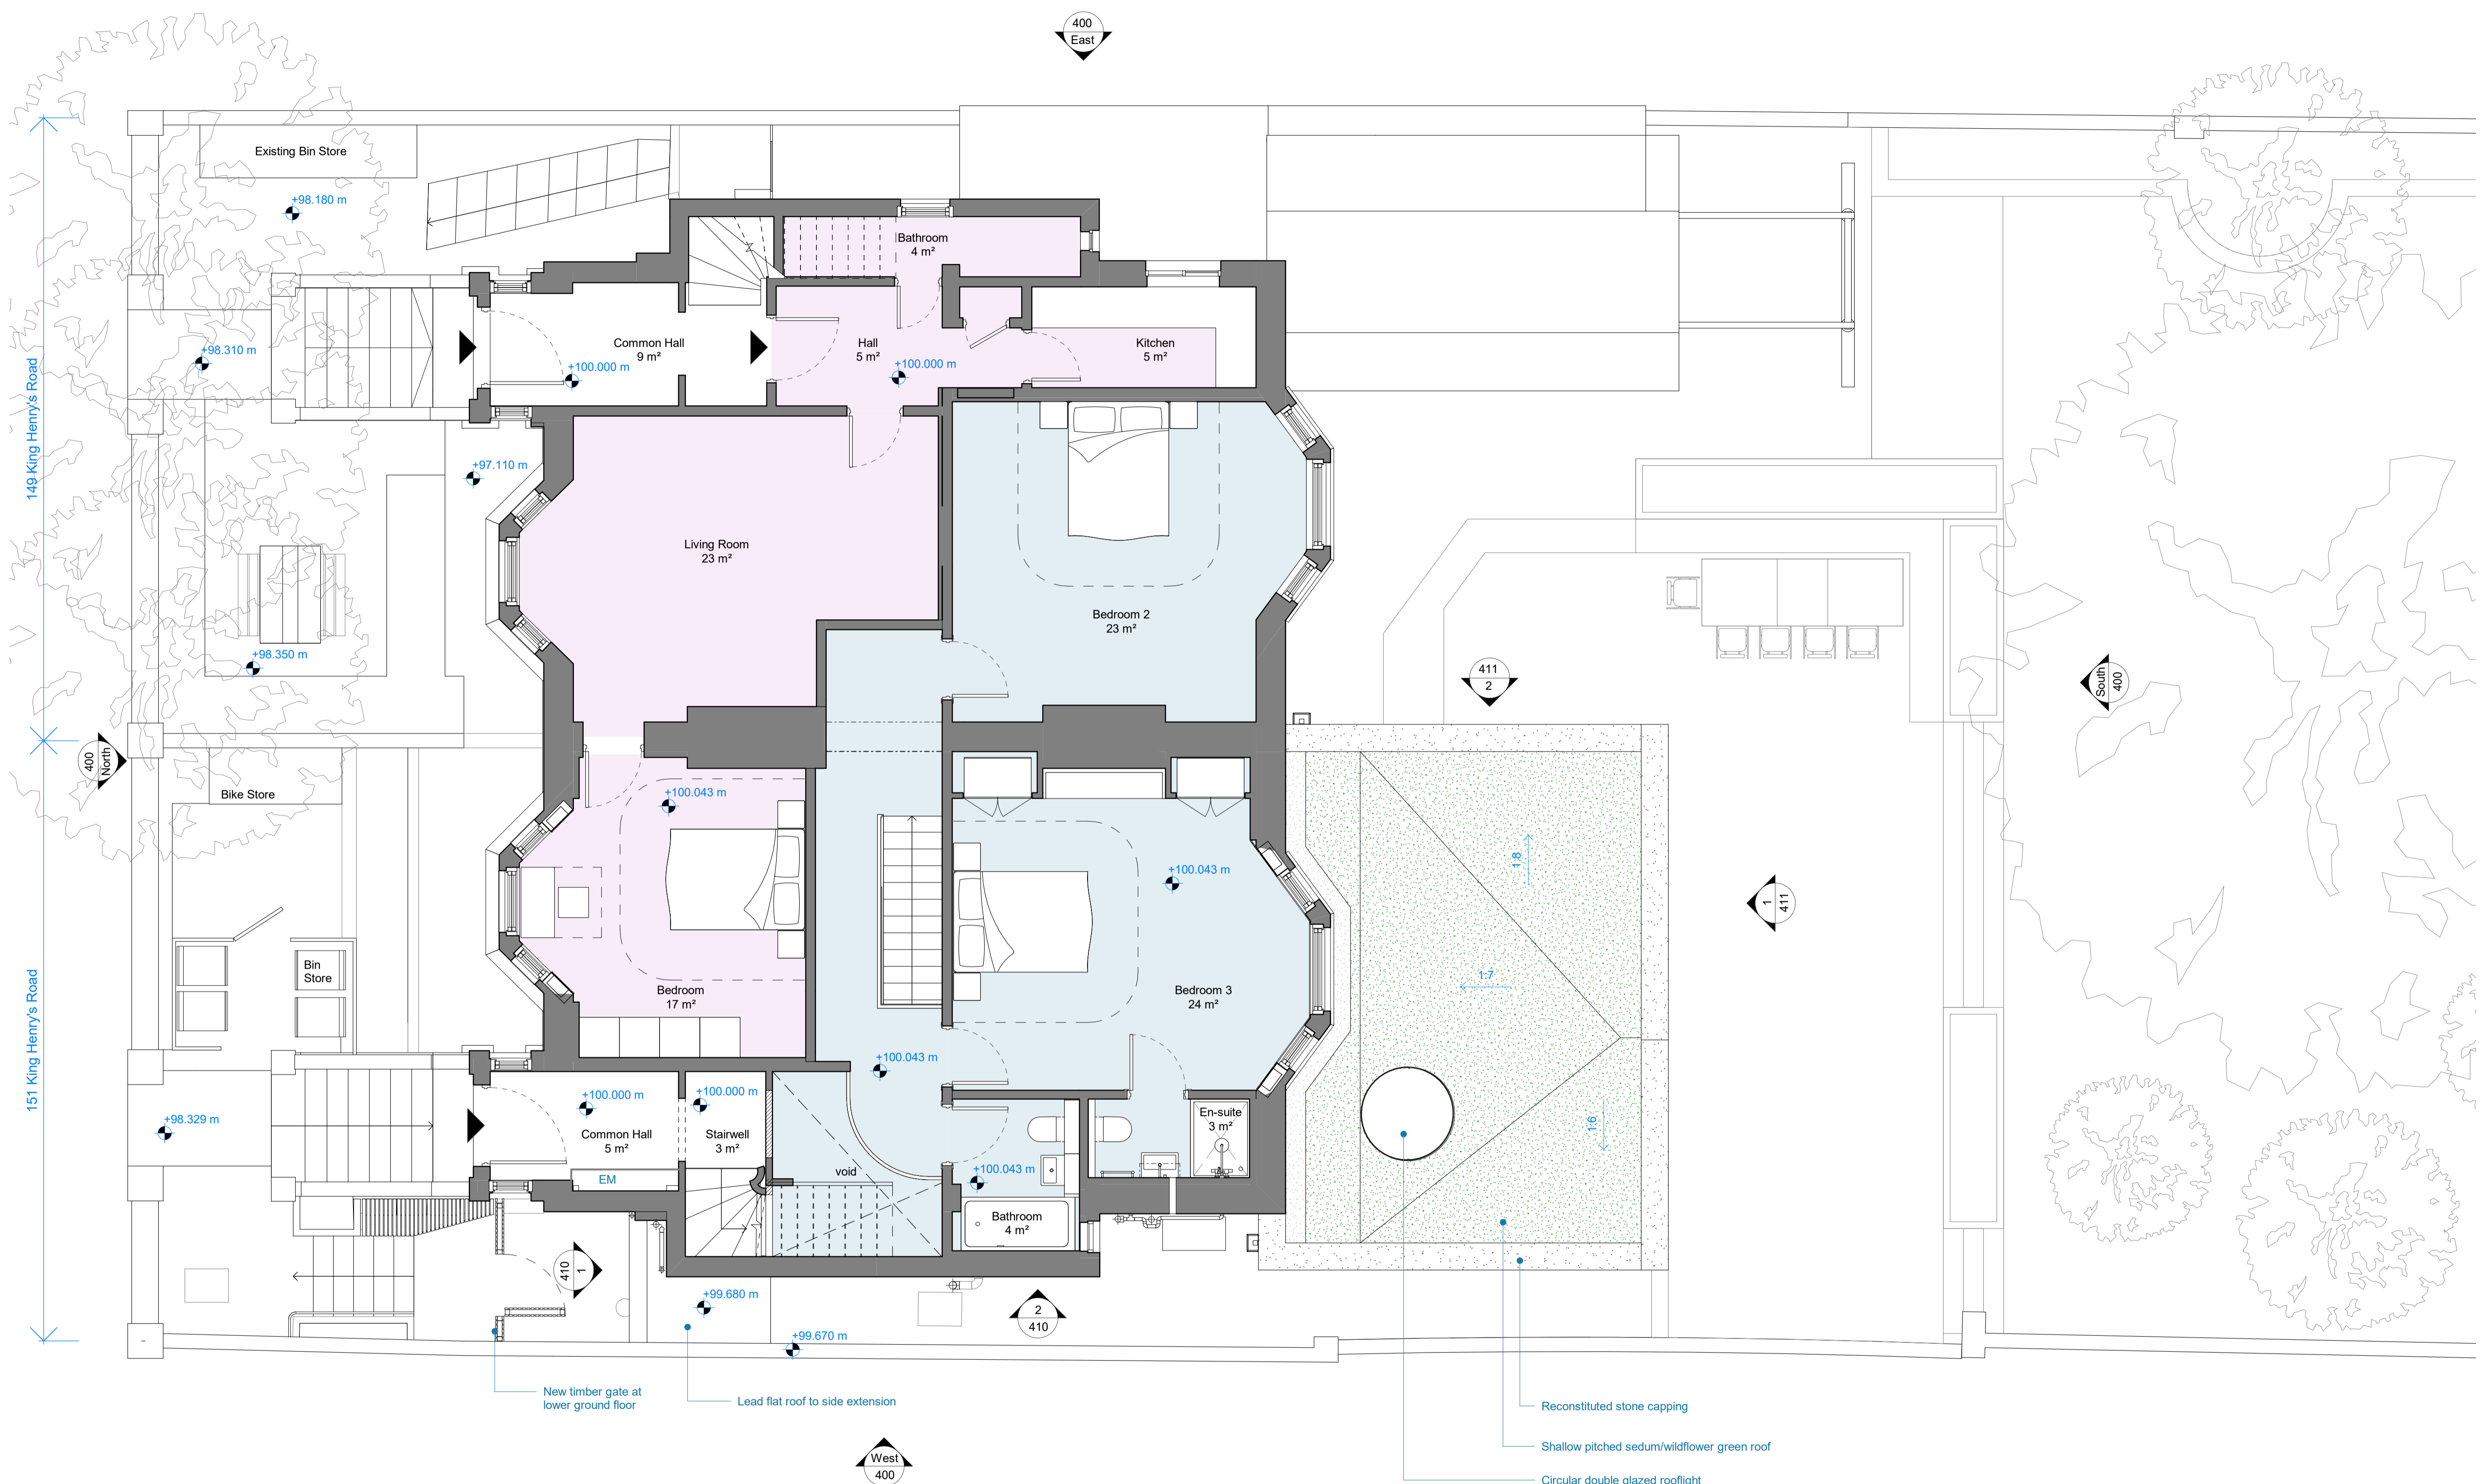 400
East
Existing Bin Store
+98.180 m
Bathroom
4 m²
149 King Henry's Road
+98.310 m
Common Hall
9 m²
+100.000 m
Hall
5 m²
+100.000 m
Kitchen
5 m²
+97.110 m
Living Room
23 m²
Bedroom 2
23 m²
+98.350 m
411
2
South
400
400
North
Bike Store
+100.043 m
+100.043 m
1:8
1
411
Bin
Store
1:7
Bedroom
17 m²
Bedroom 3
24 m²
151 King Henry's Road
+98.329 m
+100.043 m
+100.000 m
+100.000 m
Common Hall
5 m²
Stairwell
3 m²
EM
void
En-suite
3 m²
+100.043 m
1:6
Bathroom
4 m²
410
1
+99.680 m
+99.670 m
2
410
New timber gate at
lower ground floor
Lead flat roof to side extension
Reconstituted stone capping
Shallow pitched sedum/wildflower green roof
West
400
Circular double glazed rooflight